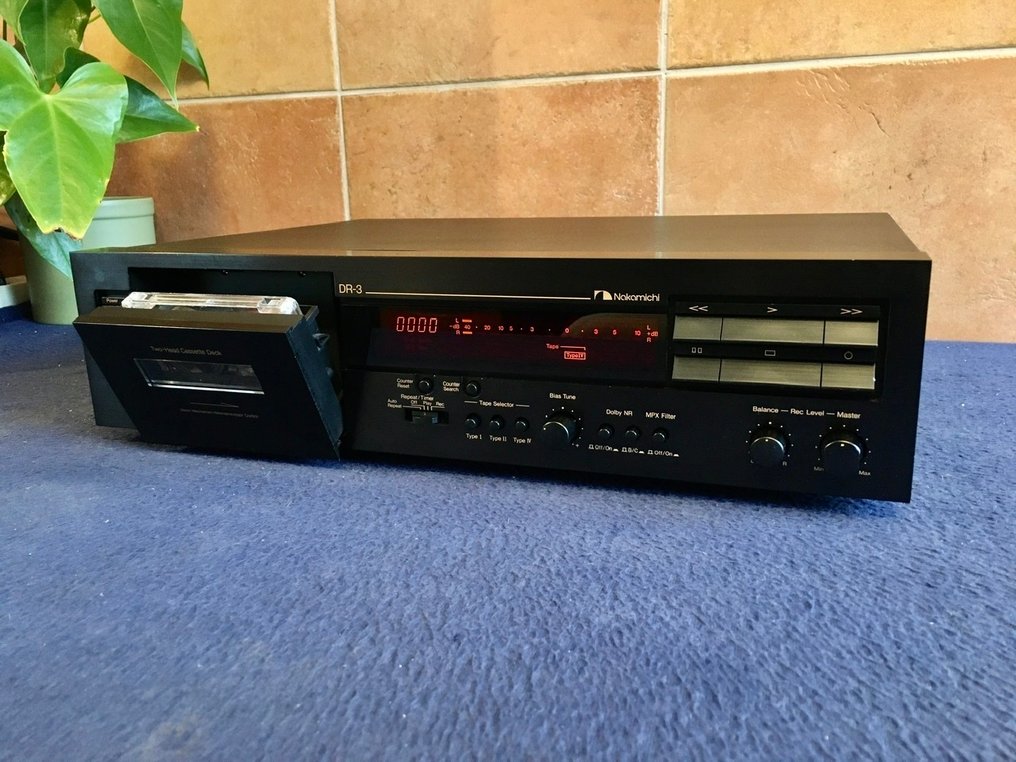 Power
Two-Head Cassette Deck
DR-3
Nakamichi
0000
L
-dB 40 · 20 10 5 · 3 · 0 · 3 5 · 10 +dB
R
L
R
Tape
Type IV
<< > >>
Counter Reset
Counter Search
Repeat/Timer
Off Play Rec
Auto Repeat
Tape Selector
Type I Type II Type IV
Bias Tune
+
Dolby NR
Off/On B/C
MPX Filter
Off/On
Balance Rec Level Master
R
Min Max